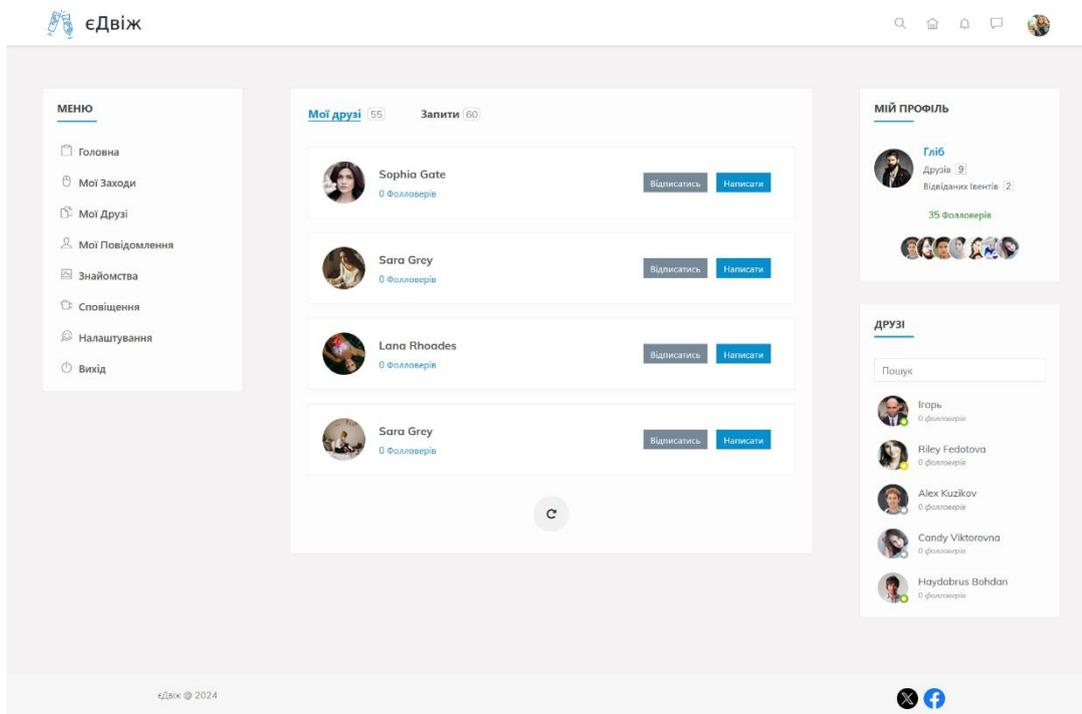 єДвіж
МЕНЮ
Головна
Мої Заходи
Мої Друзі
Мої Повідомлення
Знайомства
Сповіщення
Налаштування
Вихід
Мої друзі 55 Запити 60
Sophia Gate
0 Фолловерів
Відписатись Написати
Sara Grey
0 Фолловерів
Відписатись Написати
Lana Rhoades
0 Фолловерів
Відписатись Написати
Sara Grey
0 Фолловерів
Відписатись Написати
МІЙ ПРОФІЛЬ
Гліб
Друзів 9
Відвіданих Івентів 2
35 Фолловерів
ДРУЗІ
Пошук
Ігорь
0 фолловерів
Riley Fedotova
0 фолловерів
Alex Kuzikov
0 фолловерів
Candy Viktorovna
0 фолловерів
Haydabrus Bohdan
0 фолловерів
єДвіж @ 2024